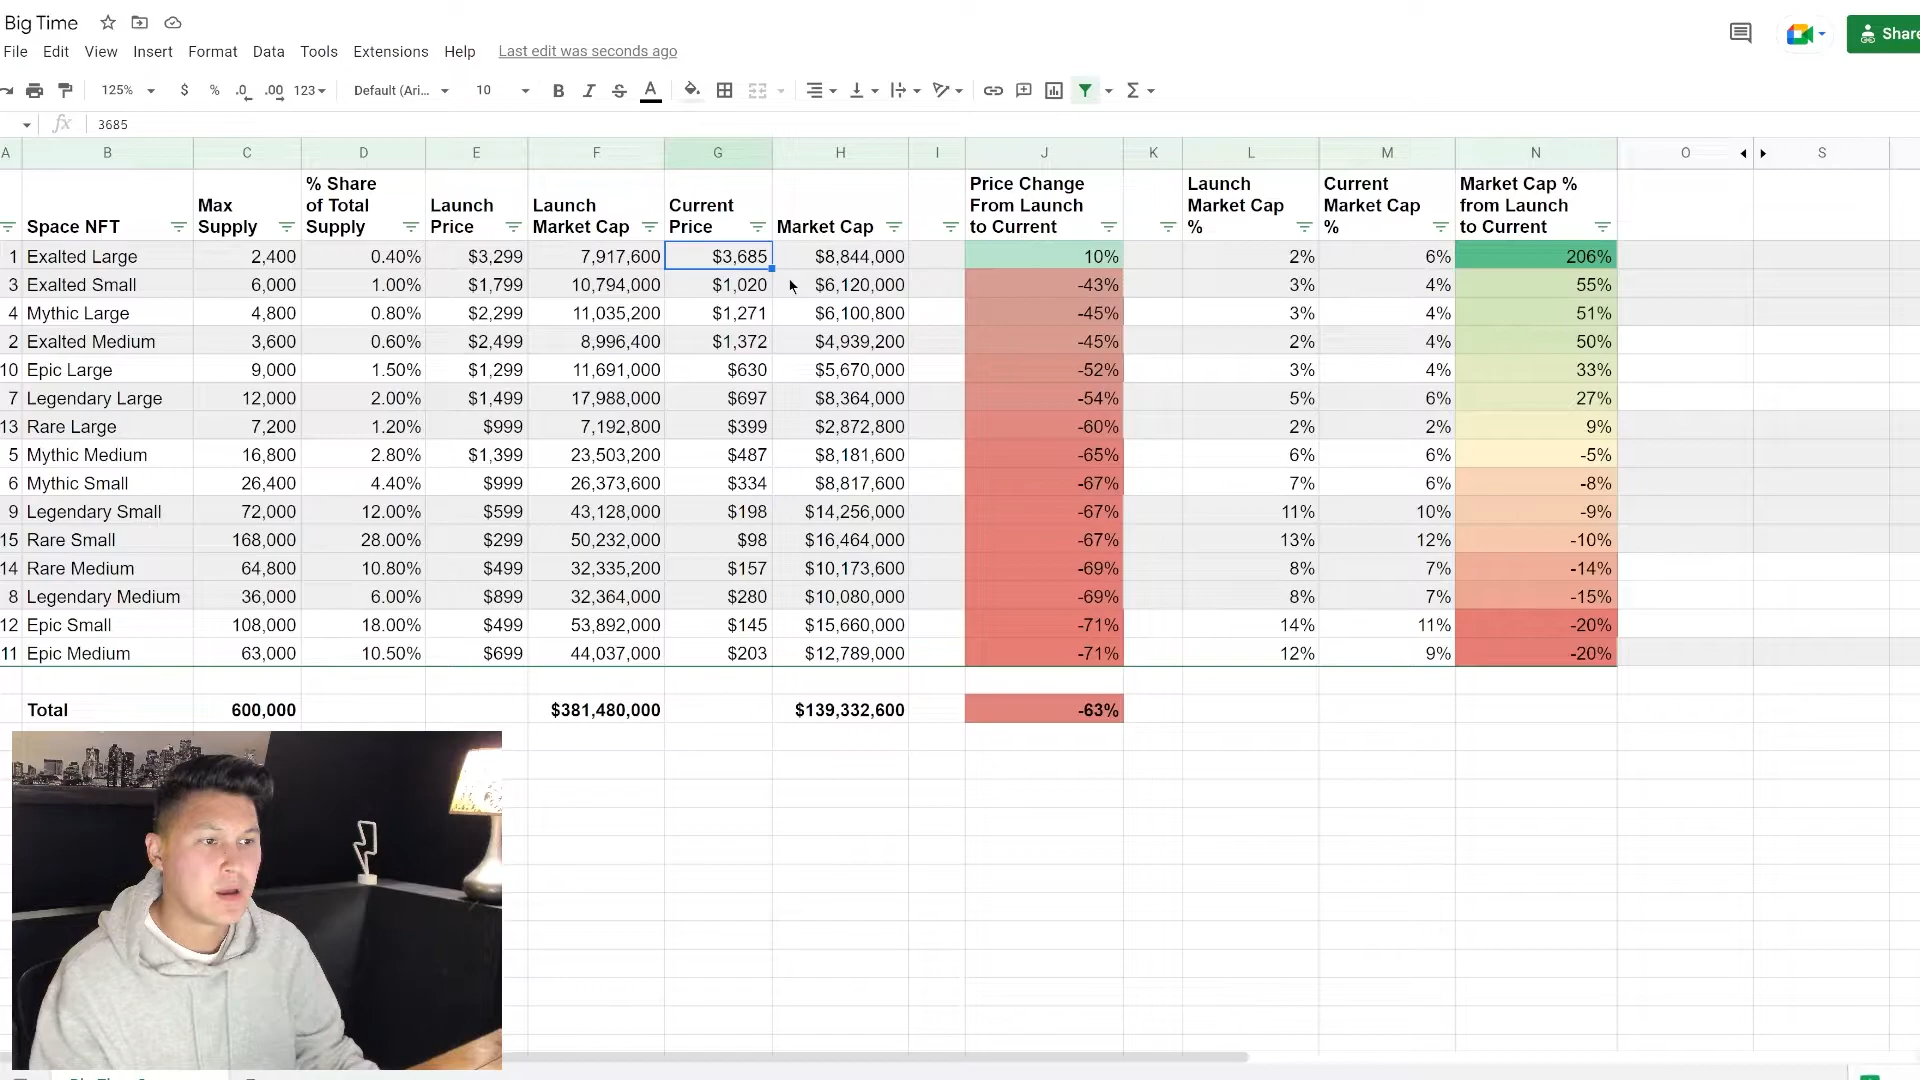 Big Time
File Edit View Insert Format Data Tools Extensions Help Last edit was seconds ago
Share
125% $ % .0 .00 123 Default (Ari... 10 B I S A Σ
fx 3685
A B C D E F G H I J K L M N O S
Space NFT Max Supply % Share of Total Supply Launch Price Launch Market Cap Current Price Market Cap Price Change From Launch to Current Launch Market Cap % Current Market Cap % Market Cap % from Launch to Current
1 Exalted Large 2,400 0.40% $3,299 7,917,600 $3,685 $8,844,000 10% 2% 6% 206%
3 Exalted Small 6,000 1.00% $1,799 10,794,000 $1,020 $6,120,000 -43% 3% 4% 55%
4 Mythic Large 4,800 0.80% $2,299 11,035,200 $1,271 $6,100,800 -45% 3% 4% 51%
2 Exalted Medium 3,600 0.60% $2,499 8,996,400 $1,372 $4,939,200 -45% 2% 4% 50%
10 Epic Large 9,000 1.50% $1,299 11,691,000 $630 $5,670,000 -52% 3% 4% 33%
7 Legendary Large 12,000 2.00% $1,499 17,988,000 $697 $8,364,000 -54% 5% 6% 27%
13 Rare Large 7,200 1.20% $999 7,192,800 $399 $2,872,800 -60% 2% 2% 9%
5 Mythic Medium 16,800 2.80% $1,399 23,503,200 $487 $8,181,600 -65% 6% 6% -5%
6 Mythic Small 26,400 4.40% $999 26,373,600 $334 $8,817,600 -67% 7% 6% -8%
9 Legendary Small 72,000 12.00% $599 43,128,000 $198 $14,256,000 -67% 11% 10% -9%
15 Rare Small 168,000 28.00% $299 50,232,000 $98 $16,464,000 -67% 13% 12% -10%
14 Rare Medium 64,800 10.80% $499 32,335,200 $157 $10,173,600 -69% 8% 7% -14%
8 Legendary Medium 36,000 6.00% $899 32,364,000 $280 $10,080,000 -69% 8% 7% -15%
12 Epic Small 108,000 18.00% $499 53,892,000 $145 $15,660,000 -71% 14% 11% -20%
11 Epic Medium 63,000 10.50% $699 44,037,000 $203 $12,789,000 -71% 12% 9% -20%
Total 600,000 $381,480,000 $139,332,600 -63%